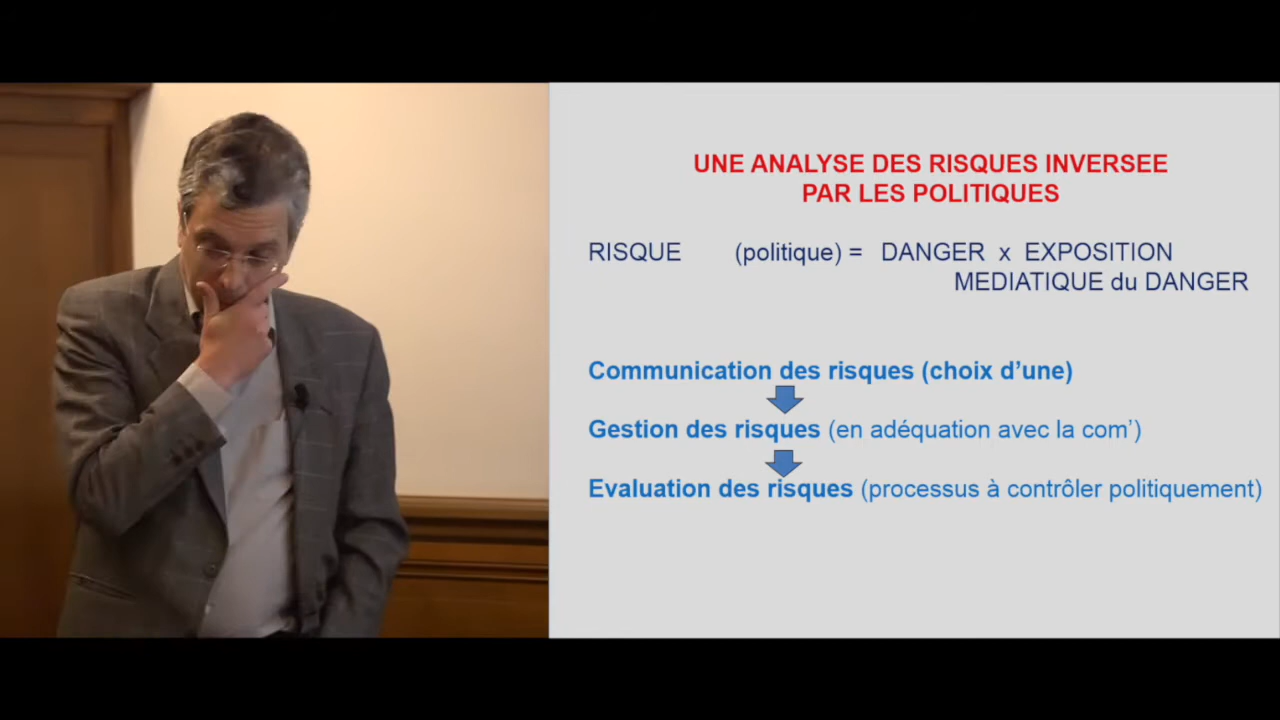 UNE ANALYSE DES RISQUES INVERSEE
PAR LES POLITIQUES
RISQUE (politique) = DANGER x EXPOSITION
MEDIATIQUE du DANGER
Communication des risques (choix d’une)
Gestion des risques (en adéquation avec la com’)
Evaluation des risques (processus à contrôler politiquement)